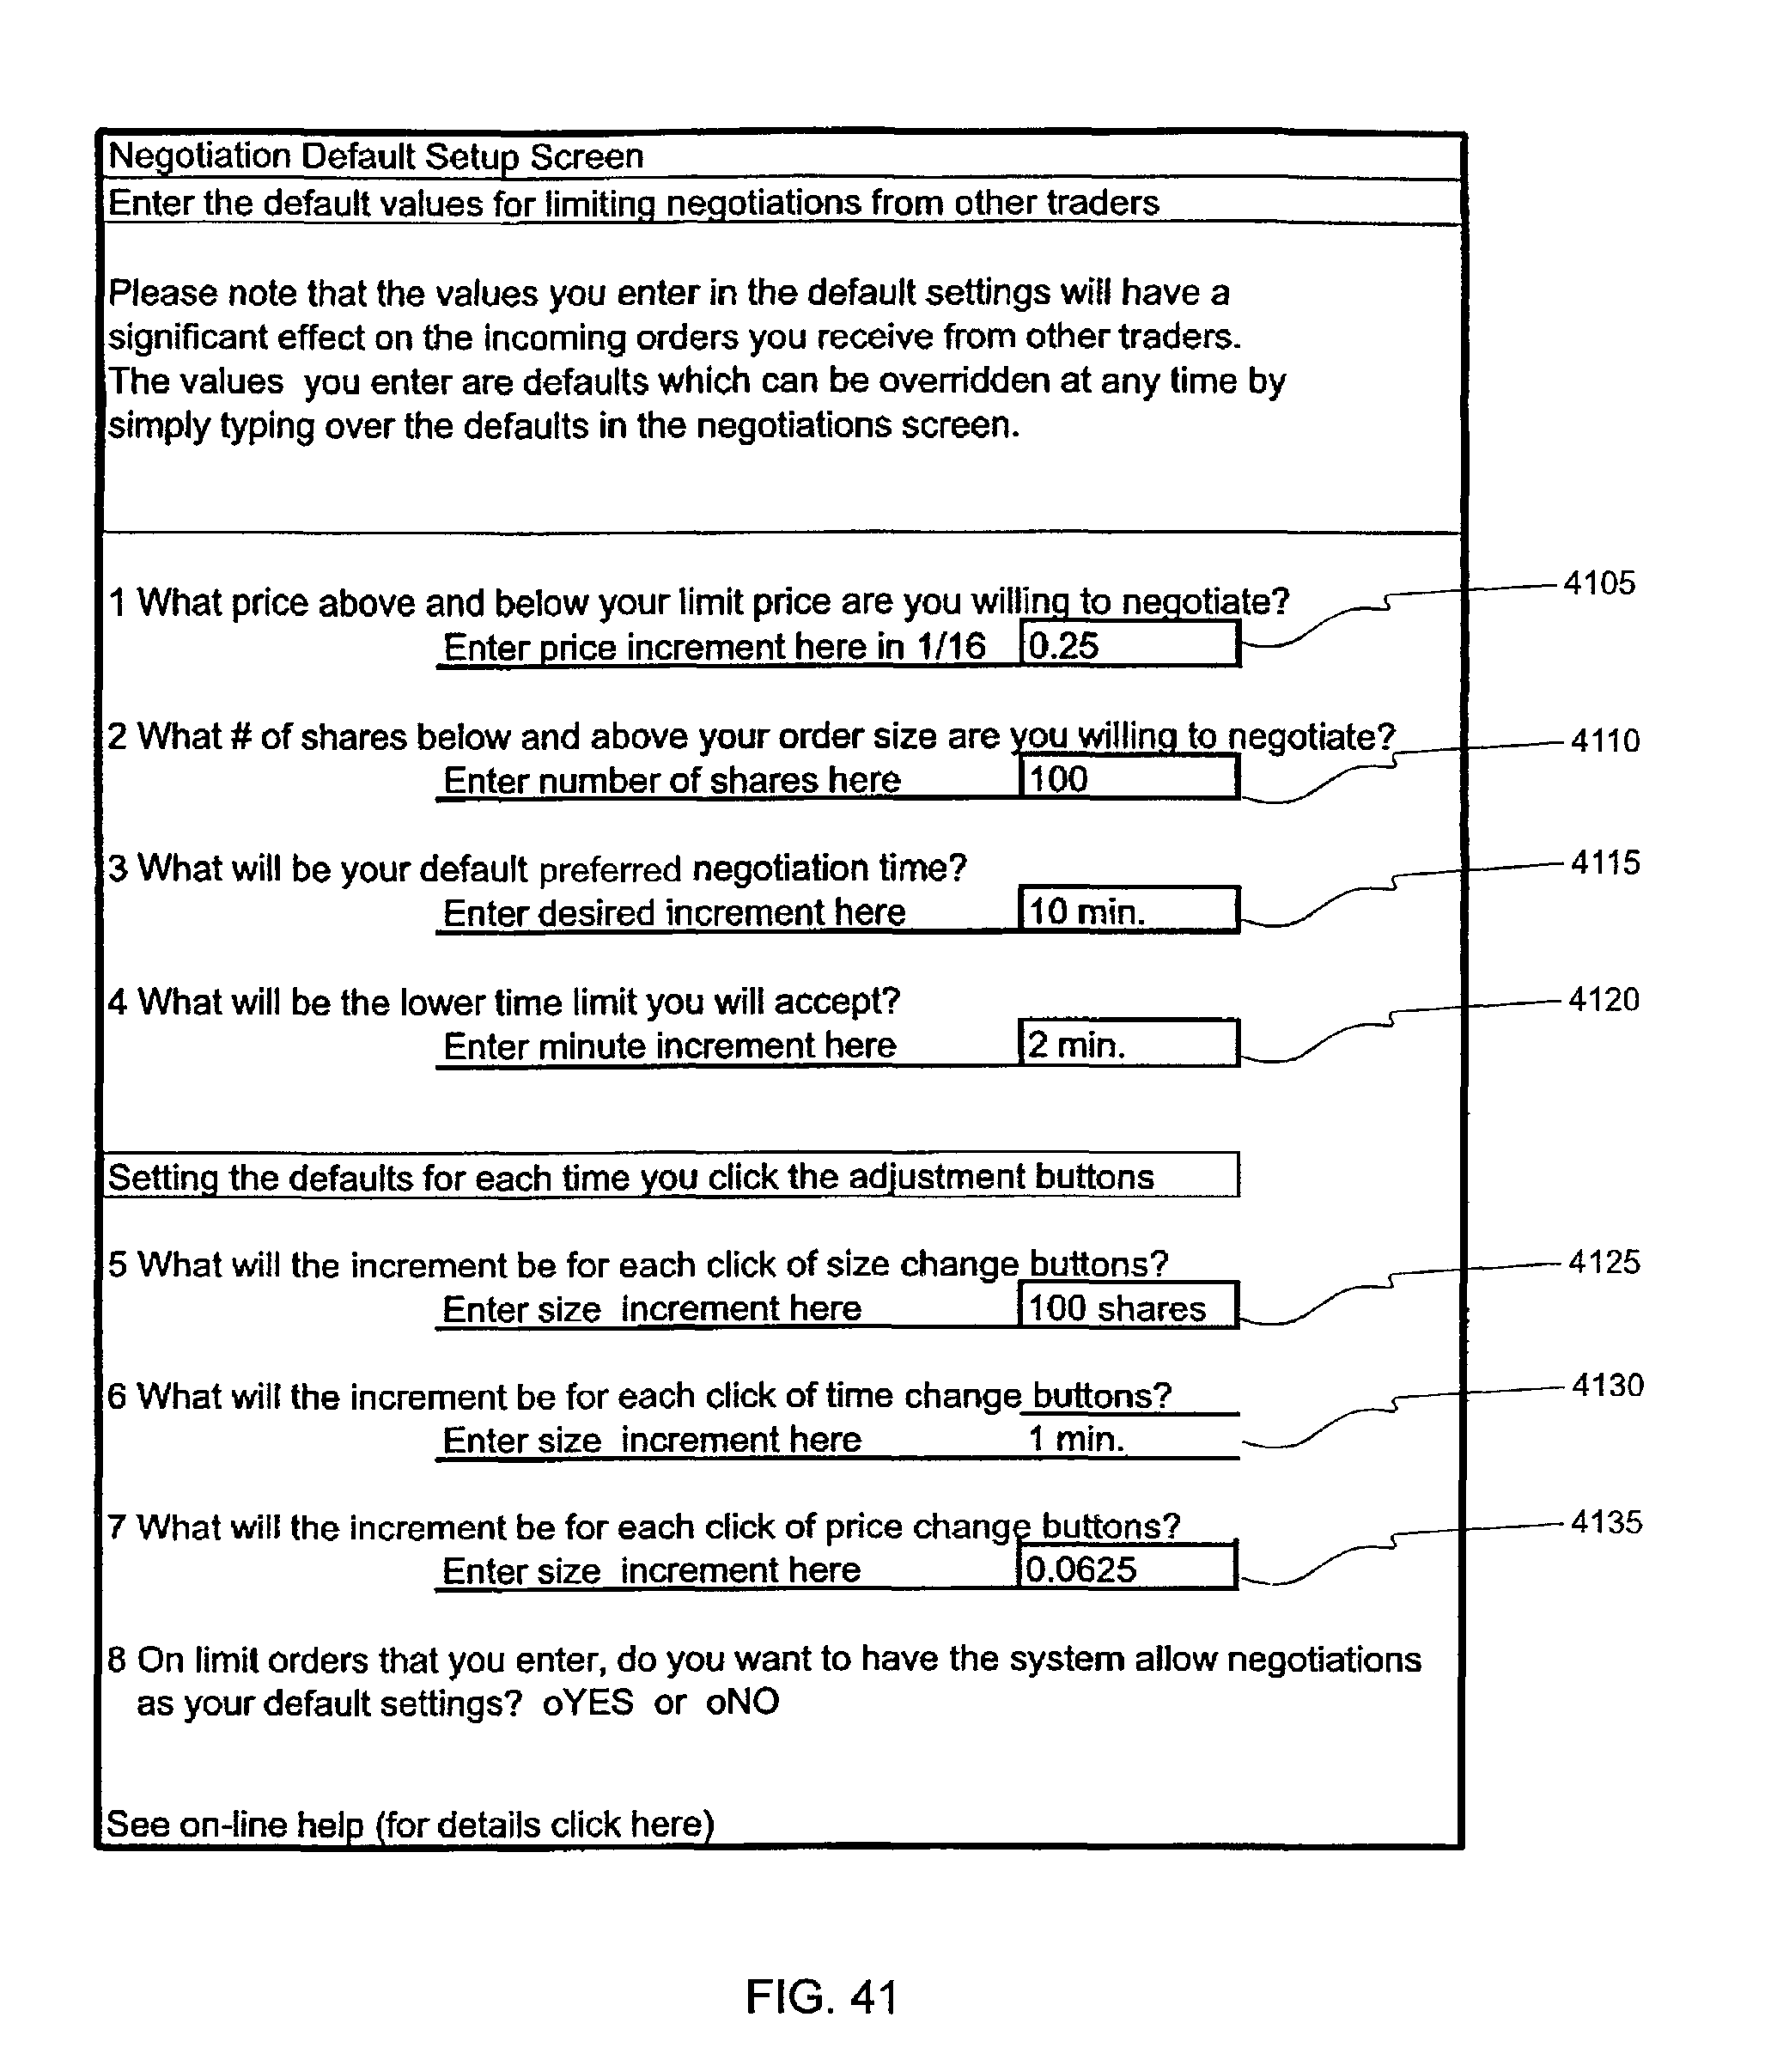 Negotiation Default Setup Screen
Enter the default values for limiting negotiations from other traders
Please note that the values you enter in the default settings will have a
significant effect on the incoming orders you receive from other traders.
The values you enter are defaults which can be overridden at any time by
simply typing over the defaults in the negotiations screen.
1 What price above and below your limit price are you willing to negotiate?
Enter price increment here in 1/16 0.25
4105
2 What # of shares below and above your order size are you willing to negotiate?
Enter number of shares here 100
4110
3 What will be your default preferred negotiation time?
Enter desired increment here 10 min.
4115
4 What will be the lower time limit you will accept?
Enter minute increment here 2 min.
4120
Setting the defaults for each time you click the adjustment buttons
5 What will the increment be for each click of size change buttons?
Enter size increment here 100 shares
4125
6 What will the increment be for each click of time change buttons?
Enter size increment here 1 min.
4130
7 What will the increment be for each click of price change buttons?
Enter size increment here 0.0625
4135
8 On limit orders that you enter, do you want to have the system allow negotiations
as your default settings? oYES or oNO
See on-line help (for details click here)
FIG. 41